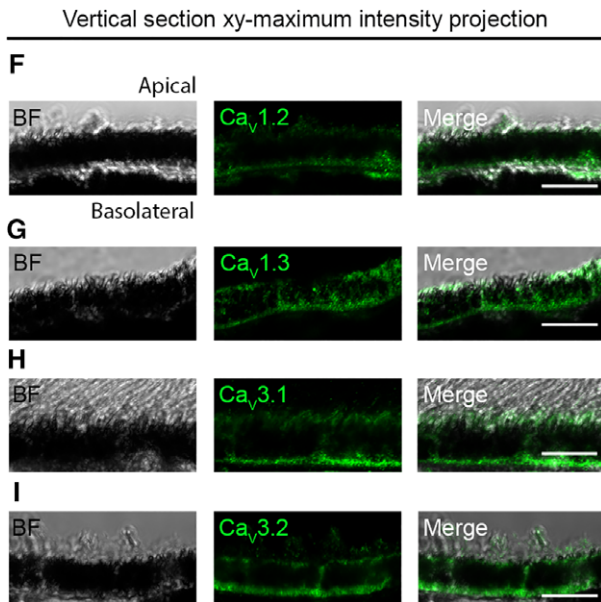 Vertical section xy-maximum intensity projection
F
Apical
BF
Cav1.2
Merge
Basolateral
G
BF
Cav1.3
Merge
H
BF
Cav3.1
Merge
I
BF
Cav3.2
Merge